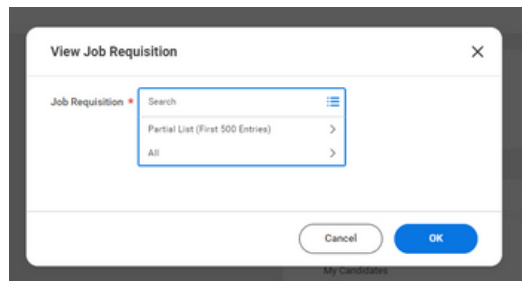 View Job Requisition
Job Requisition * Search
Partial List (First 500 Entries)
All
Cancel OK
My Candidates